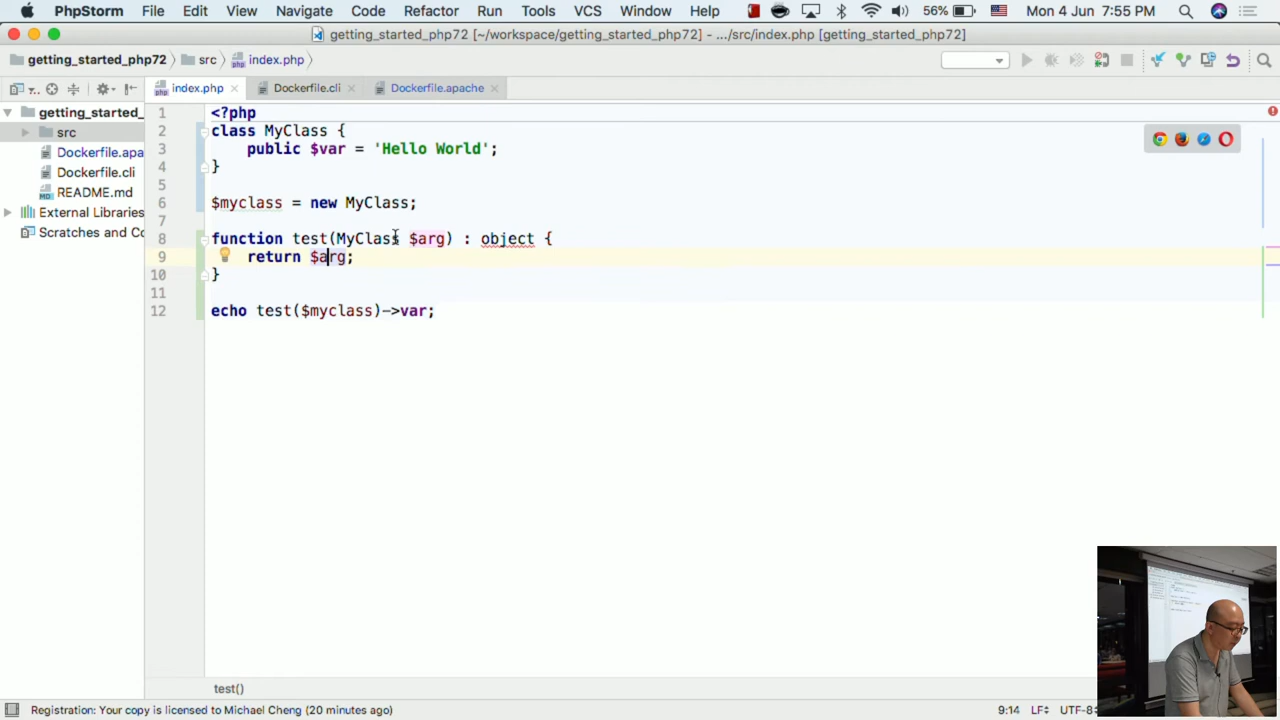 PhpStorm File Edit View Navigate Code Refactor Run Tools VCS Window Help 56% Mon 4 Jun 7:55 PM
getting_started_php72 [~/workspace/getting_started_php72] - .../src/index.php [getting_started_php72]
getting_started_php72 src index.php
index.php Dockerfile.cli Dockerfile.apache
getting_started_
src
Dockerfile.apa
Dockerfile.cli
README.md
External Libraries
Scratches and Co
1 <?php
2 class MyClass {
3 public $var = 'Hello World';
4 }
5
6 $myclass = new MyClass;
7
8 function test(MyClass $arg) : object {
9 return $arg;
10 }
11
12 echo test($myclass)->var;
test()
Registration: Your copy is licensed to Michael Cheng (20 minutes ago) 9:14 LF UTF-8